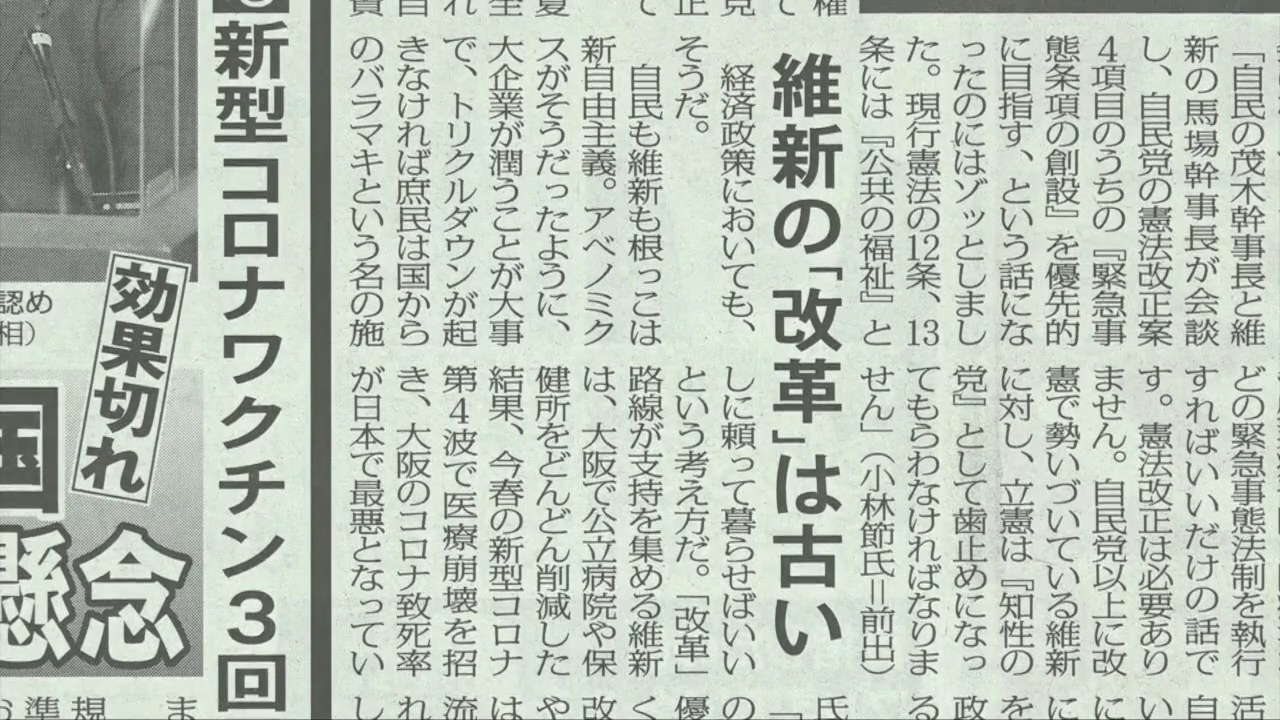 「自民の茂木幹事長と維
新の馬場幹事長が会談
し、自民党の憲法改正案
４項目のうちの『緊急事
態条項の創設』を優先的
に目指す、という話にな
ったのにはゾッとしまし
た。現行憲法の12条、13
条には『公共の福祉』と
どの緊急事態法制を執行
すればいいだけの話で
す。憲法改正は必要あり
ません。自民党以上に改
憲で勢いづいている維新
に対し、立憲は『知性の
党』として歯止めになっ
てもらわなければなりま
せん」（小林節氏＝前出）
維新の「改革」は古い
経済政策においても、
そうだ。
自民も維新も根っこは
新自由主義。アベノミク
スがそうだったように、
大企業が潤うことが大事
で、トリクルダウンが起
きなければ庶民は国から
のバラマキという名の施
しに頼って暮らせばいい
という考え方だ。「改革」
路線が支持を集める維新
は、大阪で公立病院や保
健所をどんどん削減した
結果、今春の新型コロナ
第４波で医療崩壊を招
き、大阪のコロナ致死率
が日本で最悪となってい
新型コロナワクチン３回
効果切れ
国
懸念
認め
相）